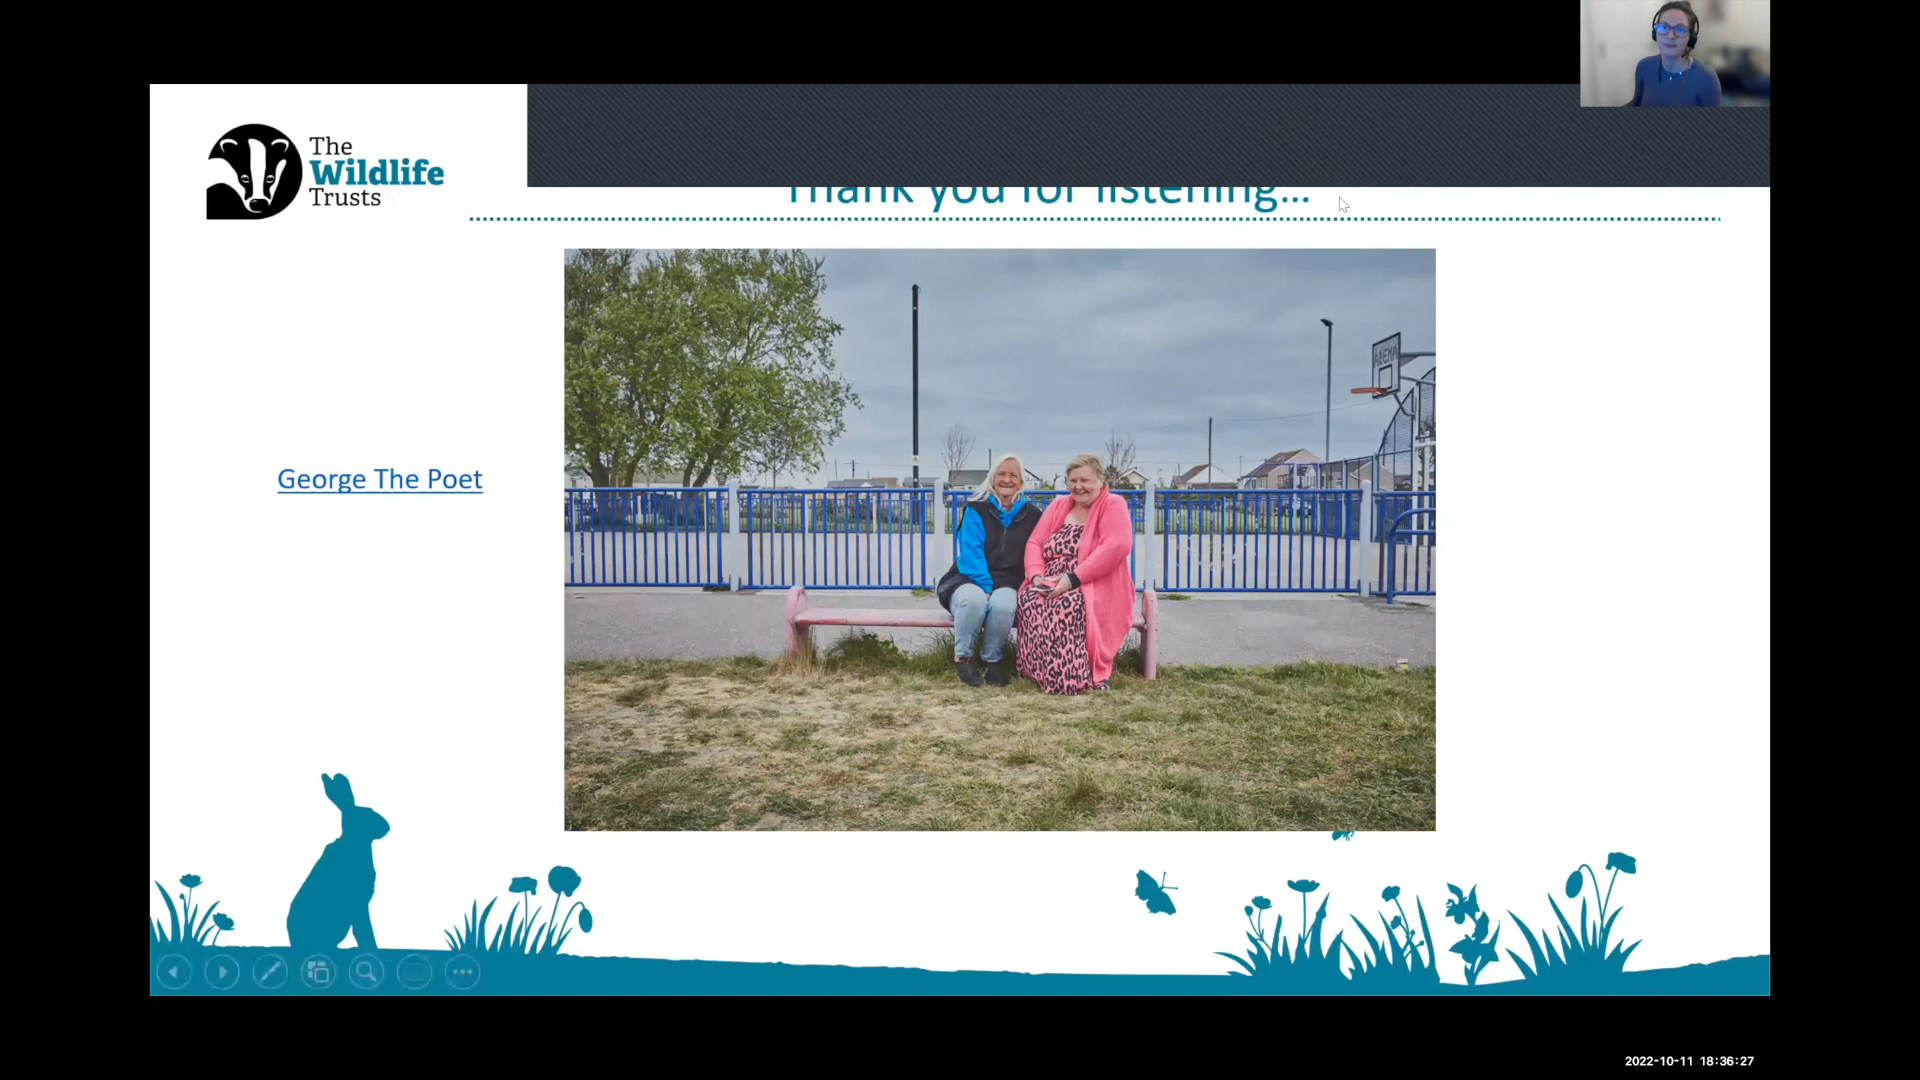 The
Wildlife
Trusts
Thank you for listening...
George The Poet
2022-10-11 18:36:27